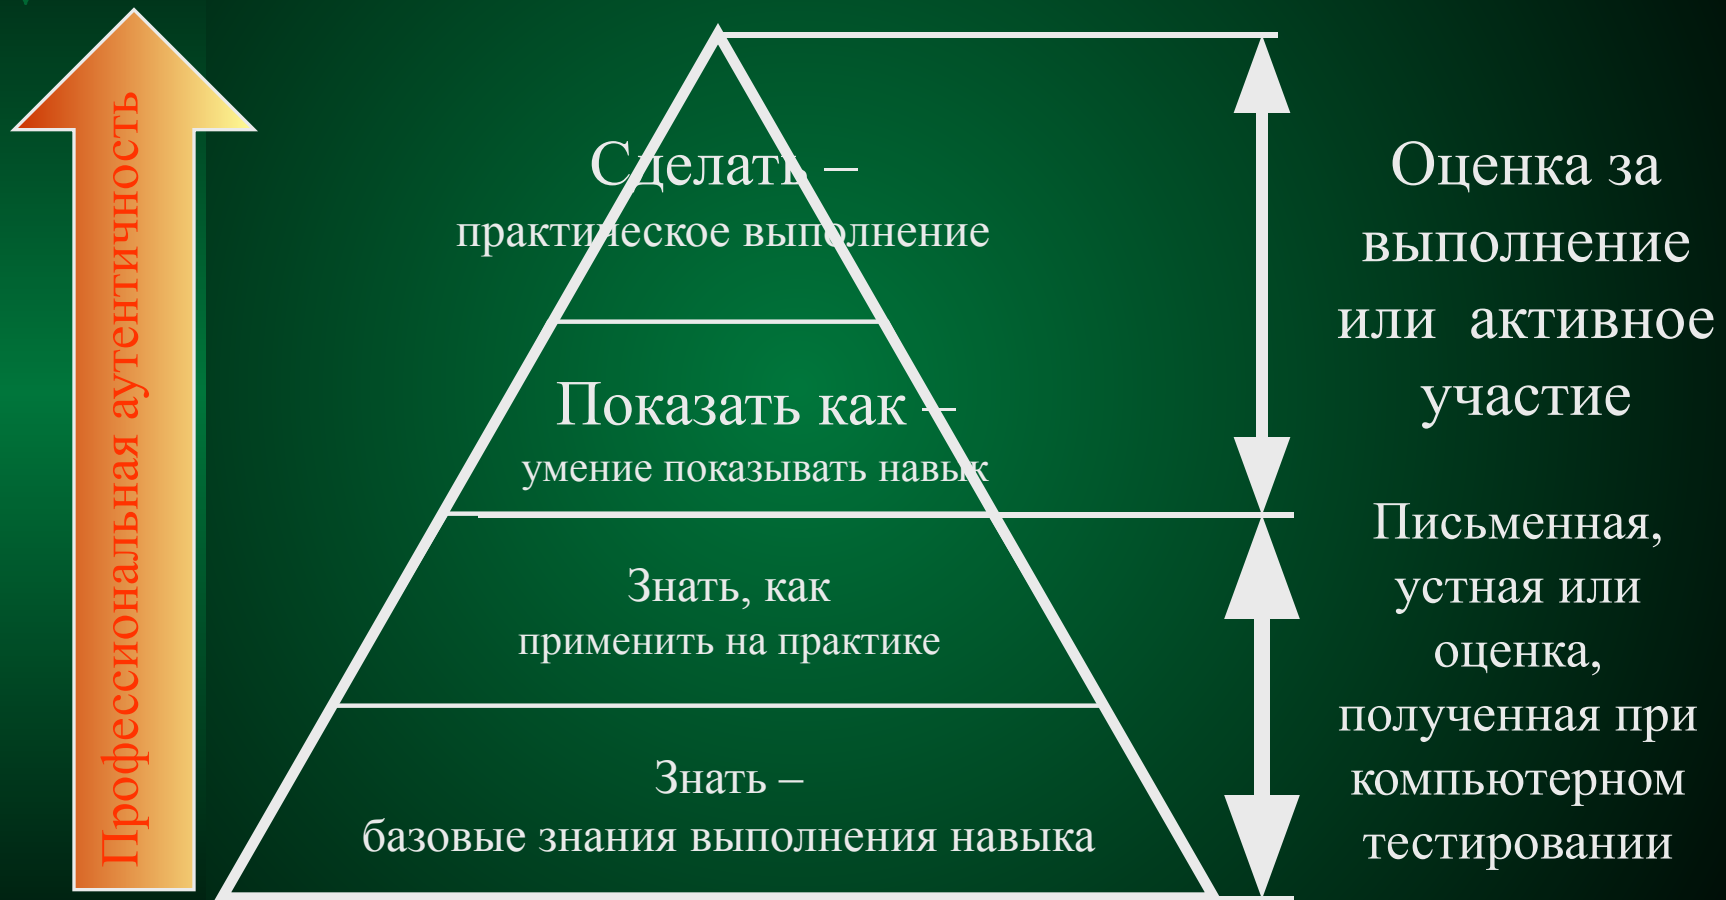 Профессиональная аутентичность
Сделать –
практическое выполнение
Показать как –
умение показывать навык
Знать, как
применить на практике
Знать –
базовые знания выполнения навыка
Оценка за
выполнение
или активное
участие
Письменная,
устная или
оценка,
полученная при
компьютерном
тестировании